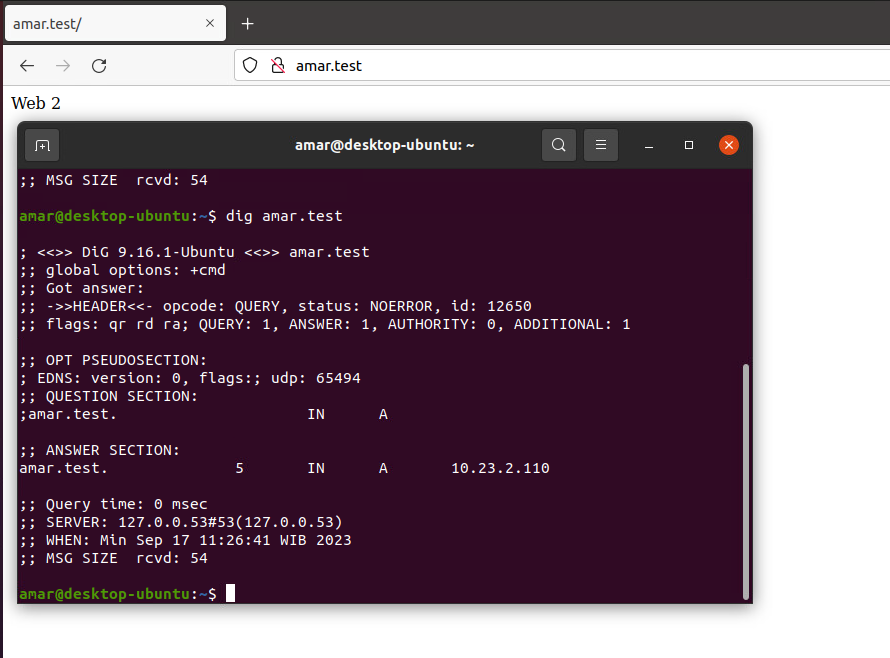 amar.test/
amar.test
Web 2
amar@desktop-ubuntu: ~
;; MSG SIZE  rcvd: 54
amar@desktop-ubuntu:~$ dig amar.test
; <<>> DiG 9.16.1-Ubuntu <<>> amar.test
;; global options: +cmd
;; Got answer:
;; ->>HEADER<<- opcode: QUERY, status: NOERROR, id: 12650
;; flags: qr rd ra; QUERY: 1, ANSWER: 1, AUTHORITY: 0, ADDITIONAL: 1
;; OPT PSEUDOSECTION:
; EDNS: version: 0, flags:; udp: 65494
;; QUESTION SECTION:
;amar.test.			IN	A
;; ANSWER SECTION:
amar.test.		5	IN	A	10.23.2.110
;; Query time: 0 msec
;; SERVER: 127.0.0.53#53(127.0.0.53)
;; WHEN: Min Sep 17 11:26:41 WIB 2023
;; MSG SIZE  rcvd: 54
amar@desktop-ubuntu:~$